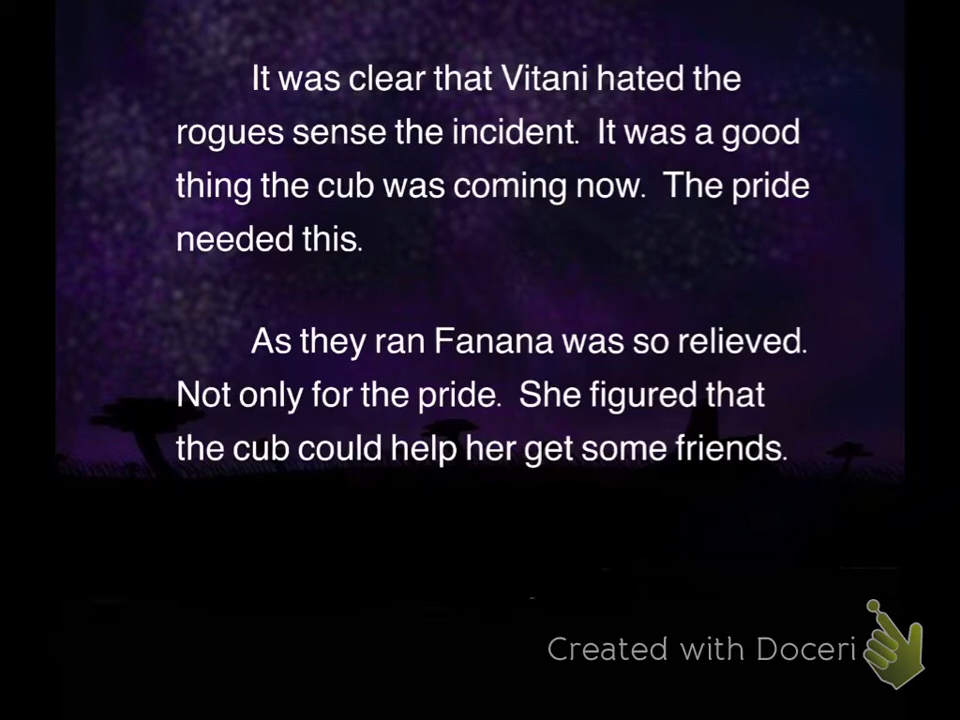 It was clear that Vitani hated the
rogues sense the incident.  It was a good
thing the cub was coming now.  The pride
needed this.
As they ran Fanana was so relieved.
Not only for the pride.  She figured that
the cub could help her get some friends.
Created with Doceri